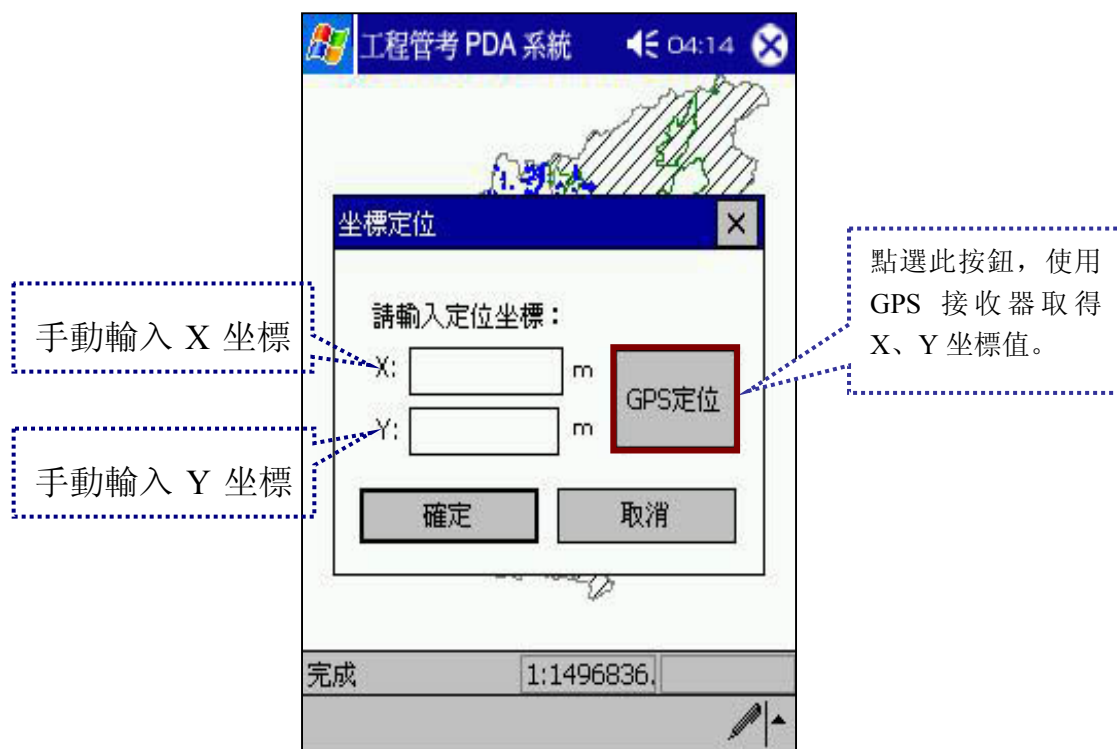 工程管考 PDA 系統 04:14
坐標定位
請輸入定位坐標：
X: m
Y: m
GPS定位
確定 取消
完成 1:1496836.
手動輸入 X 坐標
手動輸入 Y 坐標
點選此按鈕，使用
GPS 接收器取得
X、Y 坐標值。